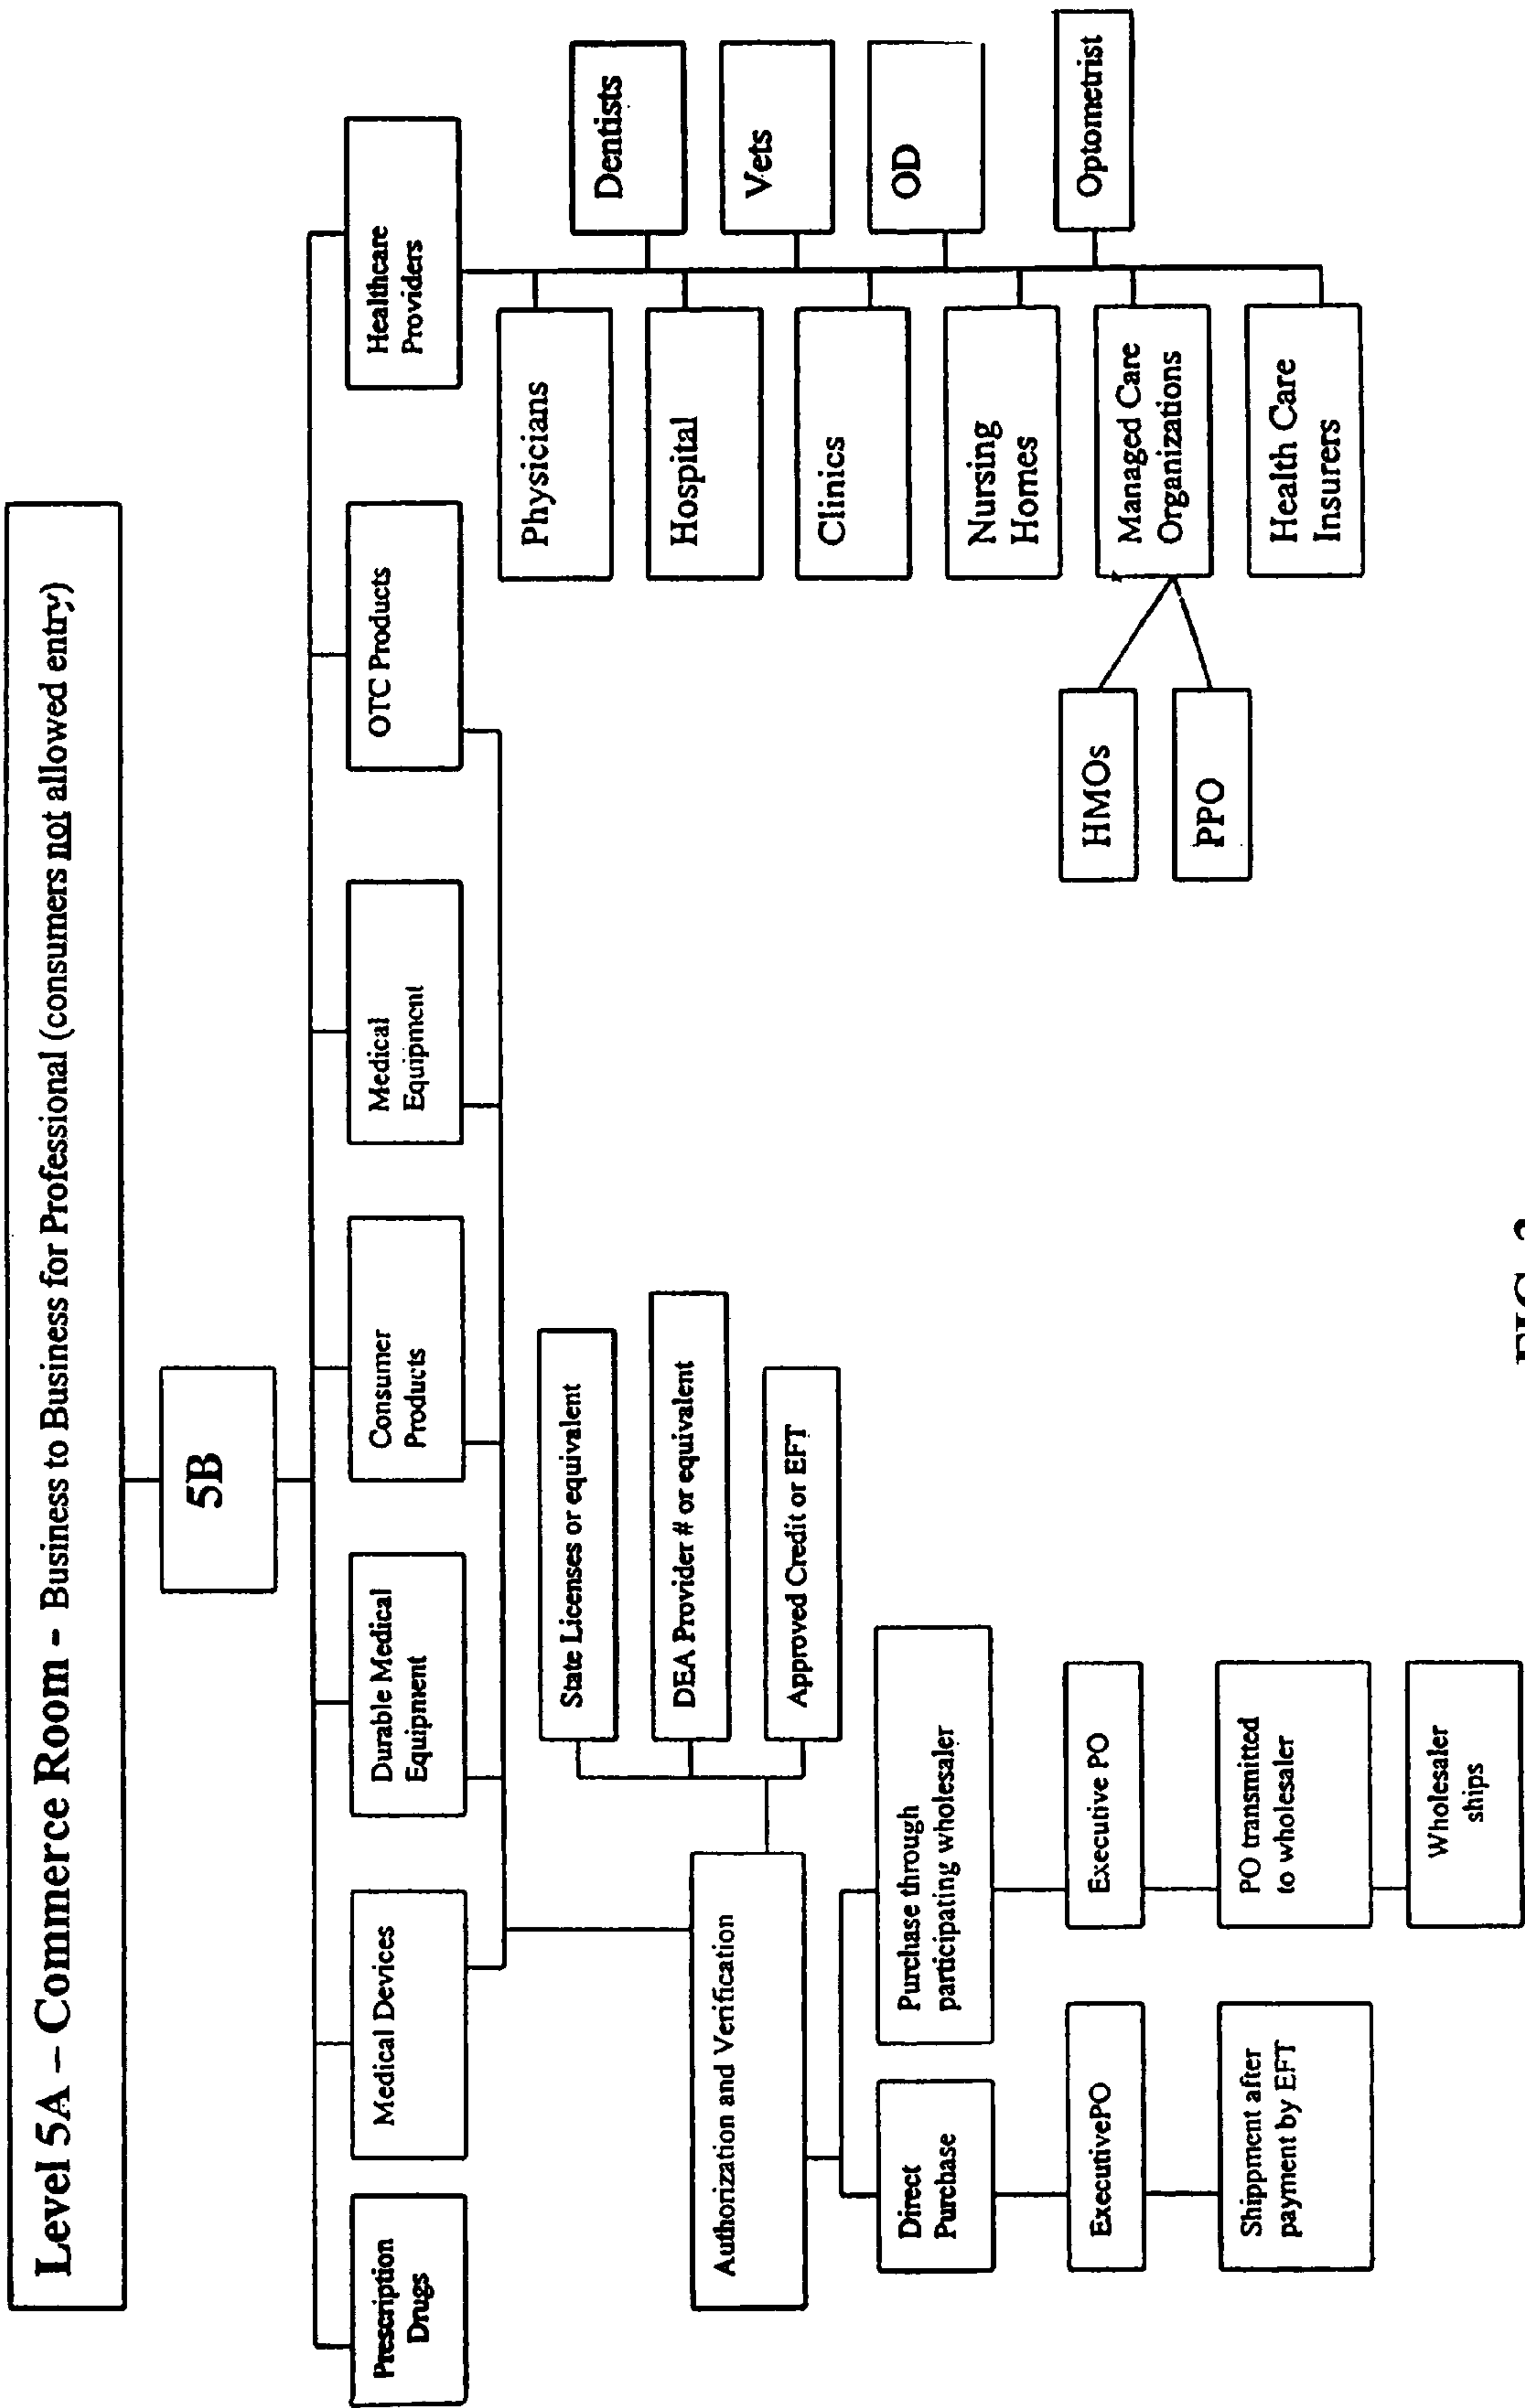 Level 5A – Commerce Room - Business to Business for Professional (consumers not allowed entry)
5B
Prescription
Drugs
Medical Devices
Durable Medical
Equipment
Consumer
Products
Medical
Equipment
OTC Products
Healthcare
Providers
Authorization and Verification
State Licenses or equivalent
DEA Provider # or equivalent
Approved Credit or EFT
Direct
Purchase
Purchase through
participating wholesaler
ExecutivePO
Executive PO
Shippment after
payment by EFT
PO transmitted
to wholesaler
Wholesaler
ships
Physicians
Hospital
Clinics
Nursing
Homes
Managed Care
Organizations
Health Care
Insurers
Dentists
Vets
OD
Optometrist
HMOs
PPO